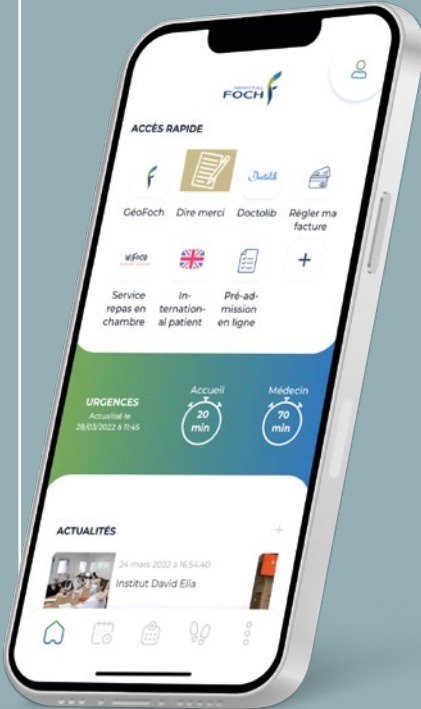 HOPITAL
FOCH
ACCÈS RAPIDE
GéoFoch
Dire merci
Doctolib
Doctolib
Régler ma
facture
Service
repas en
chambre
In-
ternation-
al patient
Pré-ad-
mission
en ligne
URGENCES
Actualisé le
28/03/2022 à 11:45
Accueil
20
min
Médecin
70
min
ACTUALITÉS
24 mars 2022 à 16:54:40
Institut David Elia